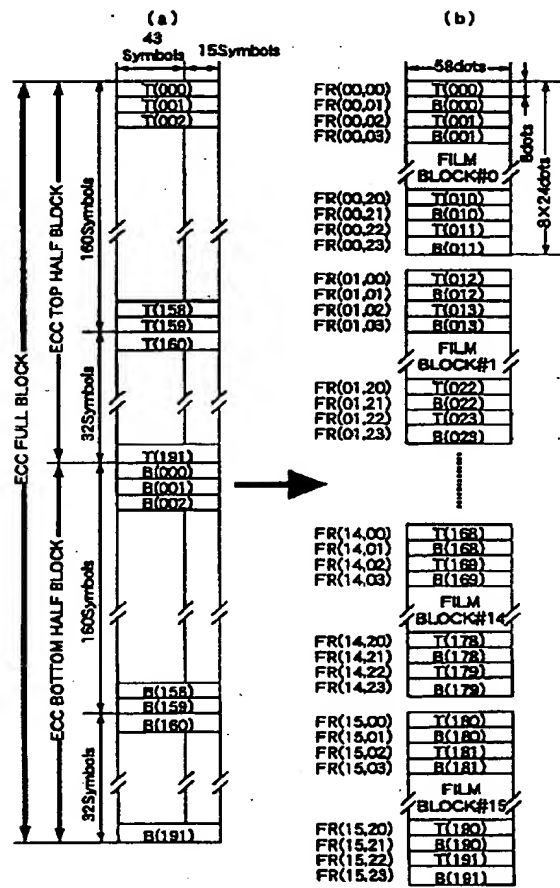 (a)
43 Symbols
15Symbols
ECC FULL BLOCK
ECC TOP HALF BLOCK
160Symbols
32Symbols
ECC BOTTOM HALF BLOCK
160Symbols
32Symbols
T(000)
T(001)
T(002)
T(158)
T(159)
T(160)
T(191)
B(000)
B(001)
B(002)
B(158)
B(159)
B(160)
B(191)
(b)
58dots
8dots
8X24dots
FR(00,00) T(000)
FR(00,01) B(000)
FR(00,02) T(001)
FR(00,03) B(001)
FILM
BLOCK#0
FR(00,20) T(010)
FR(00,21) B(010)
FR(00,22) T(011)
FR(00,23) B(011)
FR(01,00) T(012)
FR(01,01) B(012)
FR(01,02) T(013)
FR(01,03) B(013)
FILM
BLOCK#1
FR(01,20) T(022)
FR(01,21) B(022)
FR(01,22) T(023)
FR(01,23) B(023)
FR(14,00) T(168)
FR(14,01) B(168)
FR(14,02) T(169)
FR(14,03) B(169)
FILM
BLOCK#14
FR(14,20) T(178)
FR(14,21) B(178)
FR(14,22) T(179)
FR(14,23) B(179)
FR(15,00) T(180)
FR(15,01) B(180)
FR(15,02) T(181)
FR(15,03) B(181)
FILM
BLOCK#15
FR(15,20) T(190)
FR(15,21) B(190)
FR(15,22) T(191)
FR(15,23) B(191)